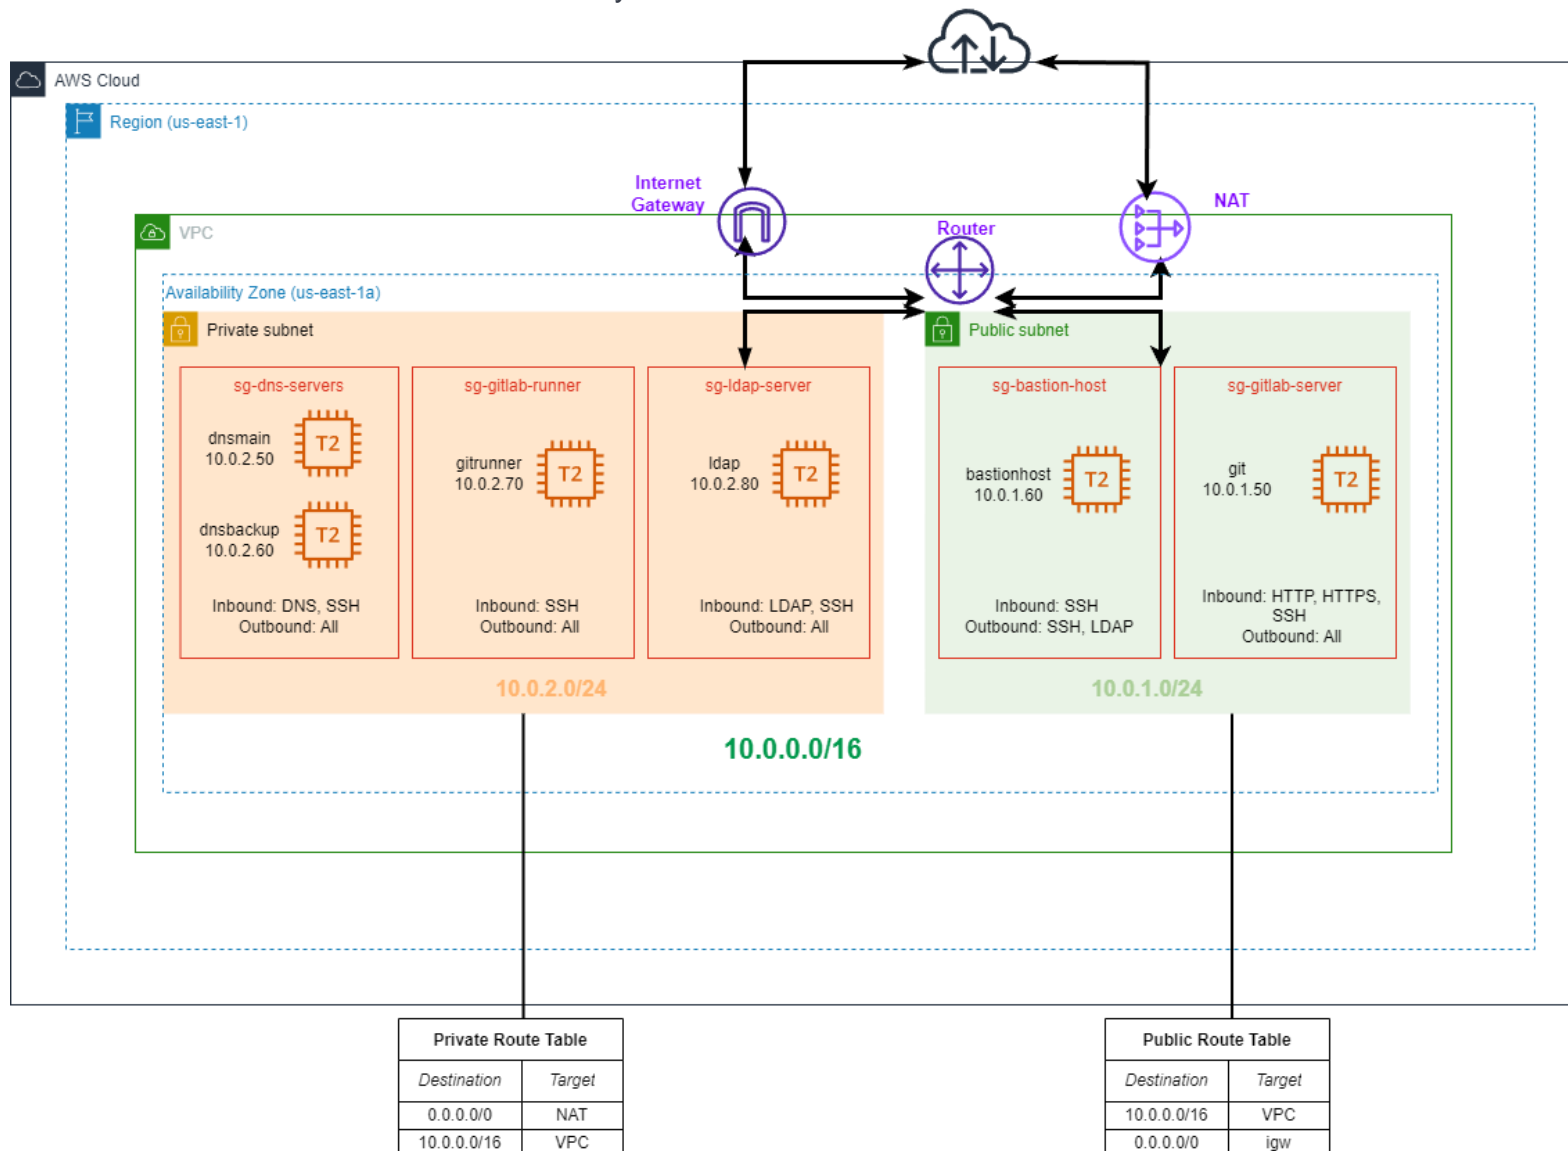 AWS Cloud
Region (us-east-1)
Internet
Gateway
NAT
Router
VPC
Availability Zone (us-east-1a)
Private subnet
Public subnet
sg-dns-servers
dnsmain
10.0.2.50
T2
dnsbackup
10.0.2.60
T2
Inbound: DNS, SSH
Outbound: All
sg-gitlab-runner
gitrunner
10.0.2.70
T2
Inbound: SSH
Outbound: All
sg-ldap-server
ldap
10.0.2.80
T2
Inbound: LDAP, SSH
Outbound: All
10.0.2.0/24
sg-bastion-host
bastionhost
10.0.1.60
T2
Inbound: SSH
Outbound: SSH, LDAP
sg-gitlab-server
git
10.0.1.50
T2
Inbound: HTTP, HTTPS,
SSH
Outbound: All
10.0.1.0/24
10.0.0.0/16
Private Route Table
Destination Target
0.0.0.0/0 NAT
10.0.0.0/16 VPC
Public Route Table
Destination Target
10.0.0.0/16 VPC
0.0.0.0/0 igw